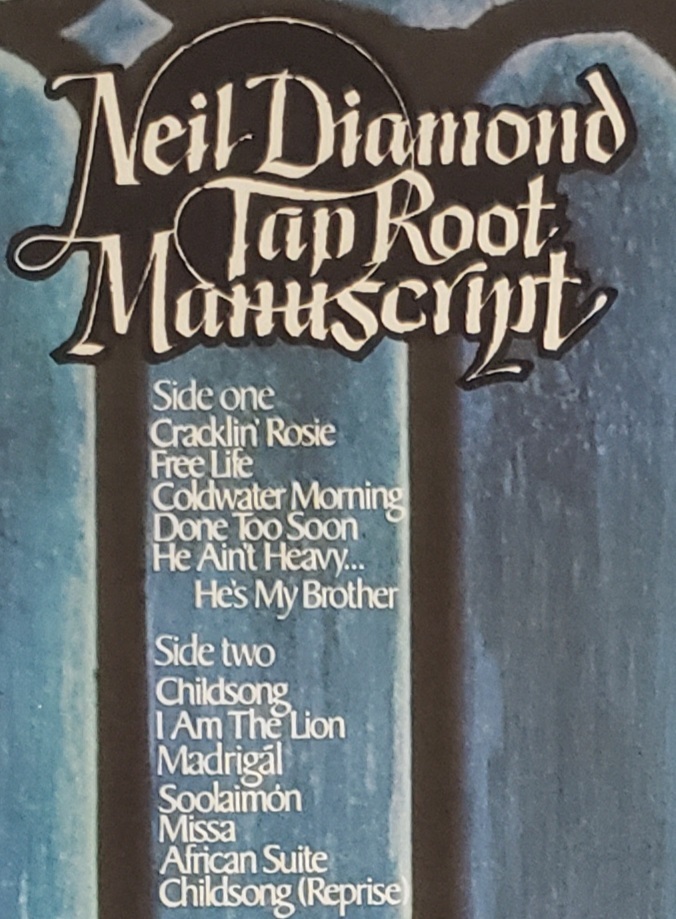 Neil Diamond
Tap Root
Manuscript
Side one
Cracklin' Rosie
Free Life
Coldwater Morning
Done Too Soon
He Ain't Heavy...
He's My Brother
Side two
Childsong
I Am The Lion
Madrigál
Soolaimón
Missa
African Suite
Childsong (Reprise)